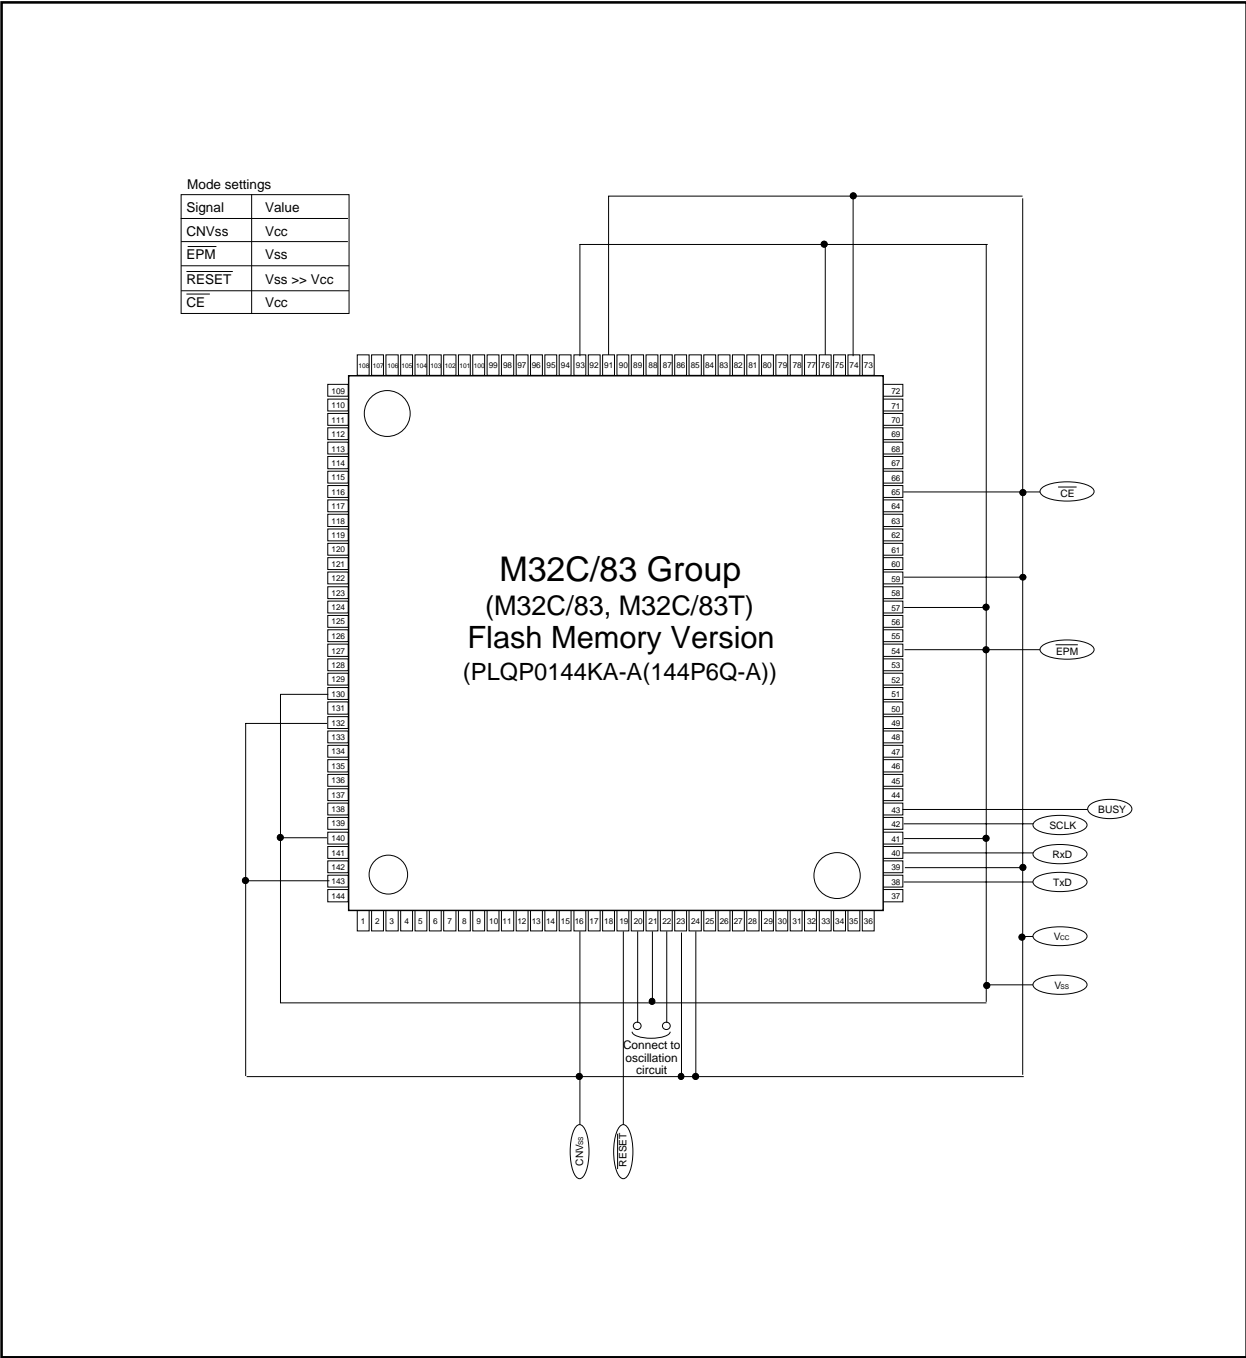 Mode settings
Signal Value
CNVss Vcc
EPM Vss
RESET Vss >> Vcc
CE Vcc
108 107 106 105 104 103 102 101 100 99 98 97 96 95 94 93 92 91 90 89 88 87 86 85 84 83 82 81 80 79 78 77 76 75 74 73
109
110
111
112
113
114
115
116
117
118
119
120
121
122
123
124
125
126
127
128
129
130
131
132
133
134
135
136
137
138
139
140
141
142
143
144
M32C/83 Group
(M32C/83, M32C/83T)
Flash Memory Version
(PLQP0144KA-A(144P6Q-A))
72
71
70
69
68
67
66
65
64
63
62
61
60
59
58
57
56
55
54
53
52
51
50
49
48
47
46
45
44
43
42
41
40
39
38
37
CE
EPM
BUSY
SCLK
RxD
TxD
Vcc
Vss
1 2 3 4 5 6 7 8 9 10 11 12 13 14 15 16 17 18 19 20 21 22 23 24 25 26 27 28 29 30 31 32 33 34 35 36
Connect to
oscillation
circuit
CNVss
RESET